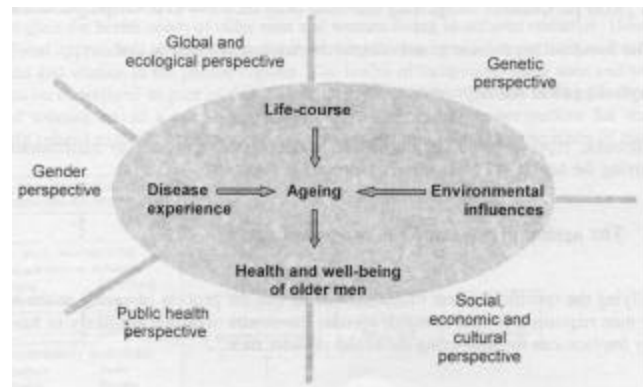 Global and
ecological perspective
Genetic
perspective
Life-course
Gender
perspective
Disease
experience
Ageing
Environmental
influences
Health and well-being
of older men
Public health
perspective
Social,
economic and
cultural
perspective